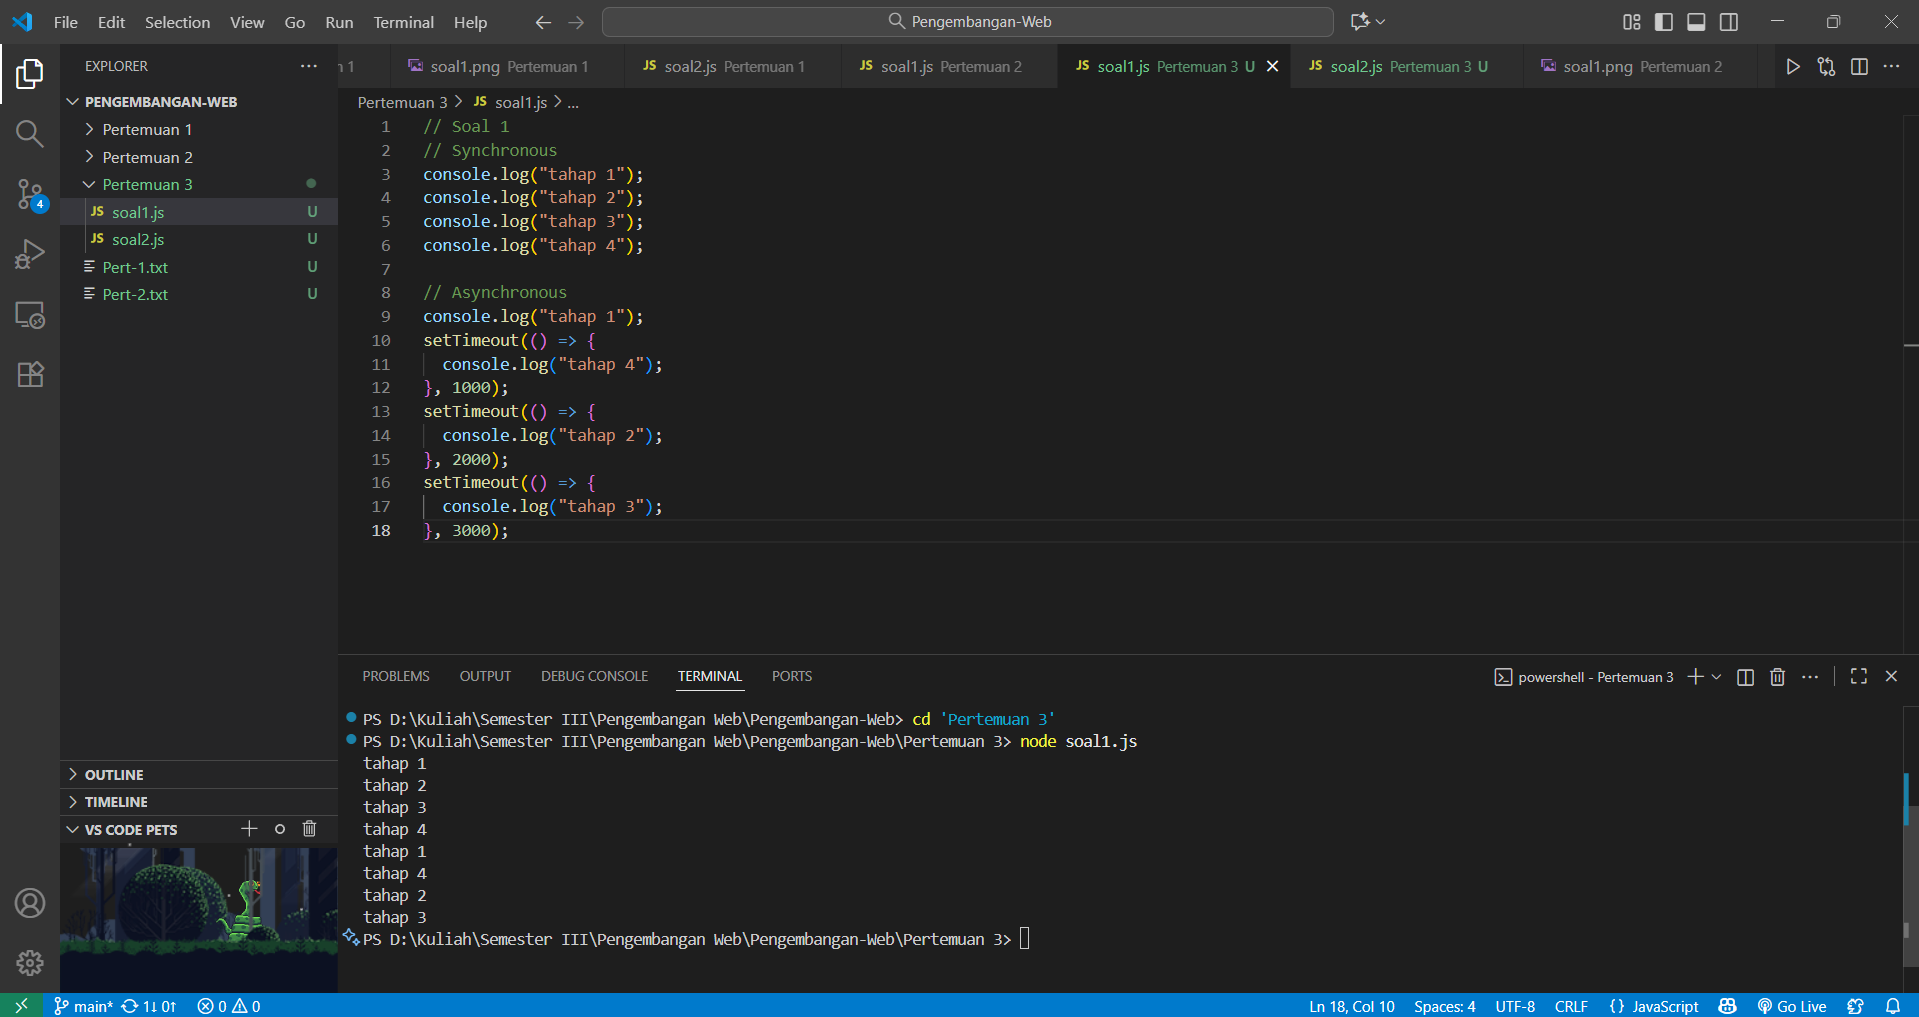 File Edit Selection View Go Run Terminal Help
Pengembangan-Web
EXPLORER
PENGEMBANGAN-WEB
Pertemuan 1
Pertemuan 2
Pertemuan 3
JS soal1.js U
JS soal2.js U
Pert-1.txt U
Pert-2.txt U
OUTLINE
TIMELINE
VS CODE PETS
4
n 1
soal1.png Pertemuan 1
JS soal2.js Pertemuan 1
JS soal1.js Pertemuan 2
JS soal1.js Pertemuan 3 U
JS soal2.js Pertemuan 3 U
soal1.png Pertemuan 2
Pertemuan 3 > JS soal1.js > ...
1 // Soal 1
2 // Synchronous
3 console.log("tahap 1");
4 console.log("tahap 2");
5 console.log("tahap 3");
6 console.log("tahap 4");
7
8 // Asynchronous
9 console.log("tahap 1");
10 setTimeout(() => {
11 console.log("tahap 4");
12 }, 1000);
13 setTimeout(() => {
14 console.log("tahap 2");
15 }, 2000);
16 setTimeout(() => {
17 console.log("tahap 3");
18 }, 3000);
PROBLEMS OUTPUT DEBUG CONSOLE TERMINAL PORTS
powershell - Pertemuan 3
PS D:\Kuliah\Semester III\Pengembangan Web\Pengembangan-Web> cd 'Pertemuan 3'
PS D:\Kuliah\Semester III\Pengembangan Web\Pengembangan-Web\Pertemuan 3> node soal1.js
tahap 1
tahap 2
tahap 3
tahap 4
tahap 1
tahap 4
tahap 2
tahap 3
PS D:\Kuliah\Semester III\Pengembangan Web\Pengembangan-Web\Pertemuan 3>
main* 1↓ 0↑ 0 0
Ln 18, Col 10 Spaces: 4 UTF-8 CRLF {} JavaScript Go Live